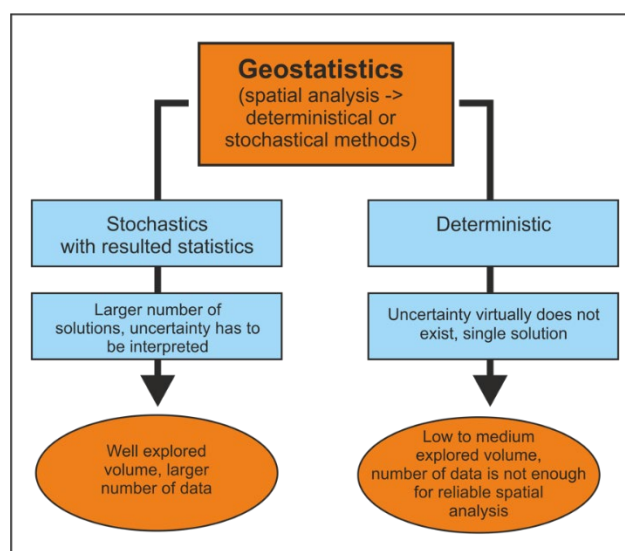 Geostatistics
(spatial analysis ->
deterministical or
stochastical methods)
Stochastics
with resulted statistics
Deterministic
Larger number of
solutions, uncertainty has to
be interpreted
Uncertainty virtually does not
exist, single solution
Well explored
volume, larger
number of data
Low to medium
explored volume,
number of data is not enough
for reliable spatial
analysis